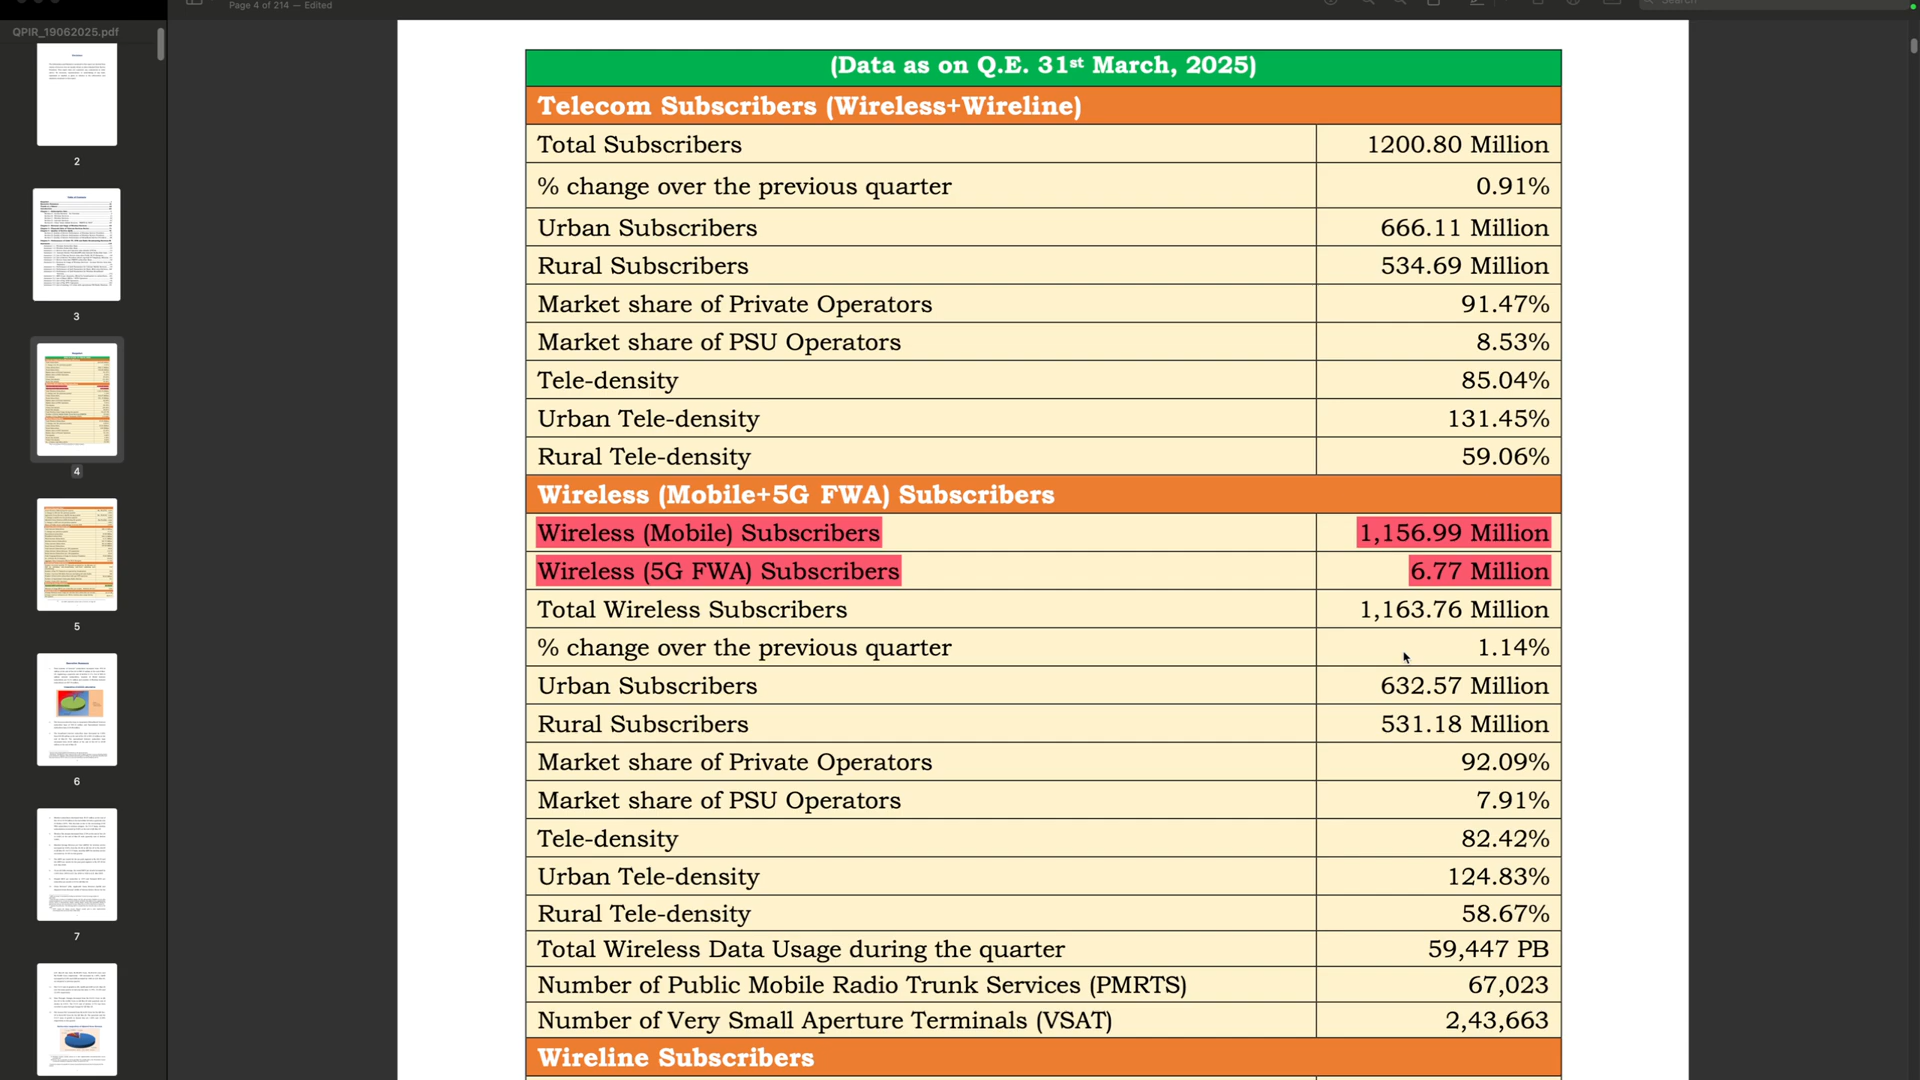 Page 4 of 214 — Edited
Search
QPIR_19062025.pdf
2
3
4
5
6
7
(Data as on Q.E. 31st March, 2025)
Telecom Subscribers (Wireless+Wireline)
Total Subscribers 1200.80 Million
% change over the previous quarter 0.91%
Urban Subscribers 666.11 Million
Rural Subscribers 534.69 Million
Market share of Private Operators 91.47%
Market share of PSU Operators 8.53%
Tele-density 85.04%
Urban Tele-density 131.45%
Rural Tele-density 59.06%
Wireless (Mobile+5G FWA) Subscribers
Wireless (Mobile) Subscribers 1,156.99 Million
Wireless (5G FWA) Subscribers 6.77 Million
Total Wireless Subscribers 1,163.76 Million
% change over the previous quarter 1.14%
Urban Subscribers 632.57 Million
Rural Subscribers 531.18 Million
Market share of Private Operators 92.09%
Market share of PSU Operators 7.91%
Tele-density 82.42%
Urban Tele-density 124.83%
Rural Tele-density 58.67%
Total Wireless Data Usage during the quarter 59,447 PB
Number of Public Mobile Radio Trunk Services (PMRTS) 67,023
Number of Very Small Aperture Terminals (VSAT) 2,43,663
Wireline Subscribers